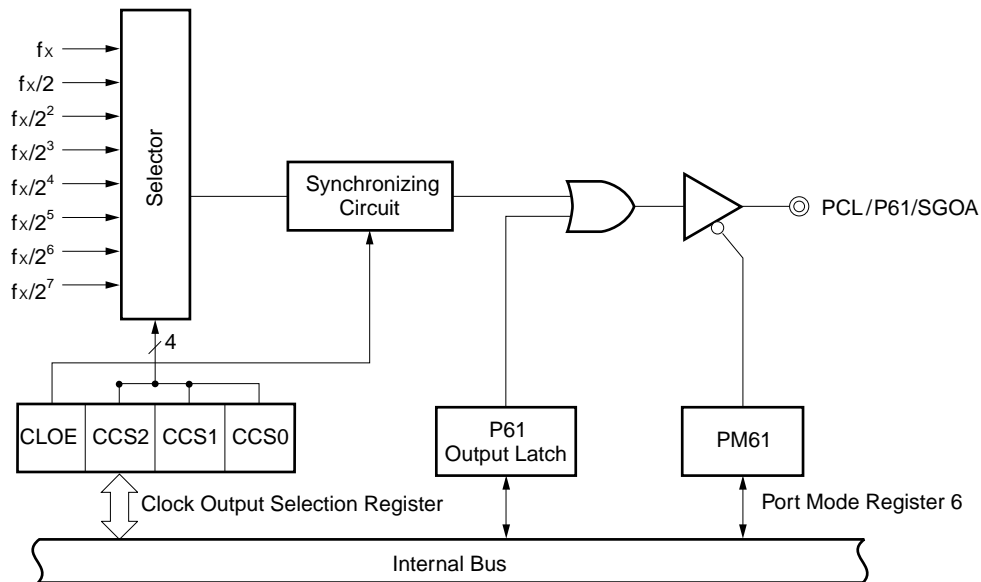 fX
fX/2
fX/2²
fX/2³
fX/2⁴
fX/2⁵
fX/2⁶
fX/2⁷
Selector
Synchronizing
Circuit
PCL/P61/SGOA
4
CLOE
CCS2
CCS1
CCS0
P61
Output Latch
PM61
Clock Output Selection Register
Port Mode Register 6
Internal Bus